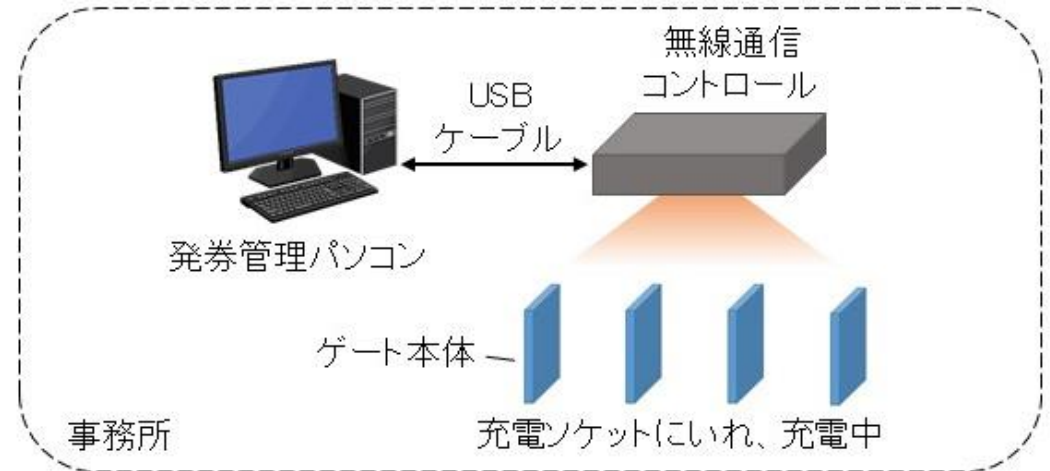 無線通信
コントロール
USB
ケーブル
発券管理パソコン
ゲート本体
充電ソケットにいれ、充電中
事務所